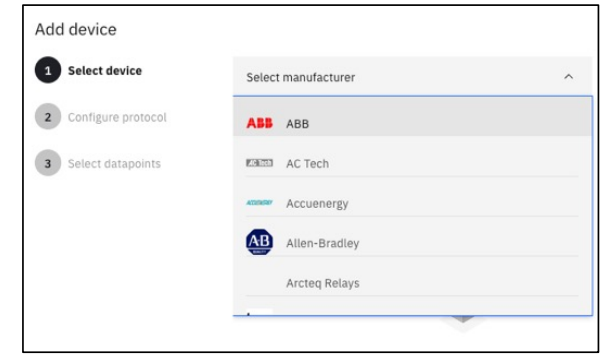 Add device
1 Select device
2 Configure protocol
3 Select datapoints
Select manufacturer
ABB ABB
AC Tech AC Tech
ACCUENERGY Accuenergy
AB Allen-Bradley
Arcteq Relays